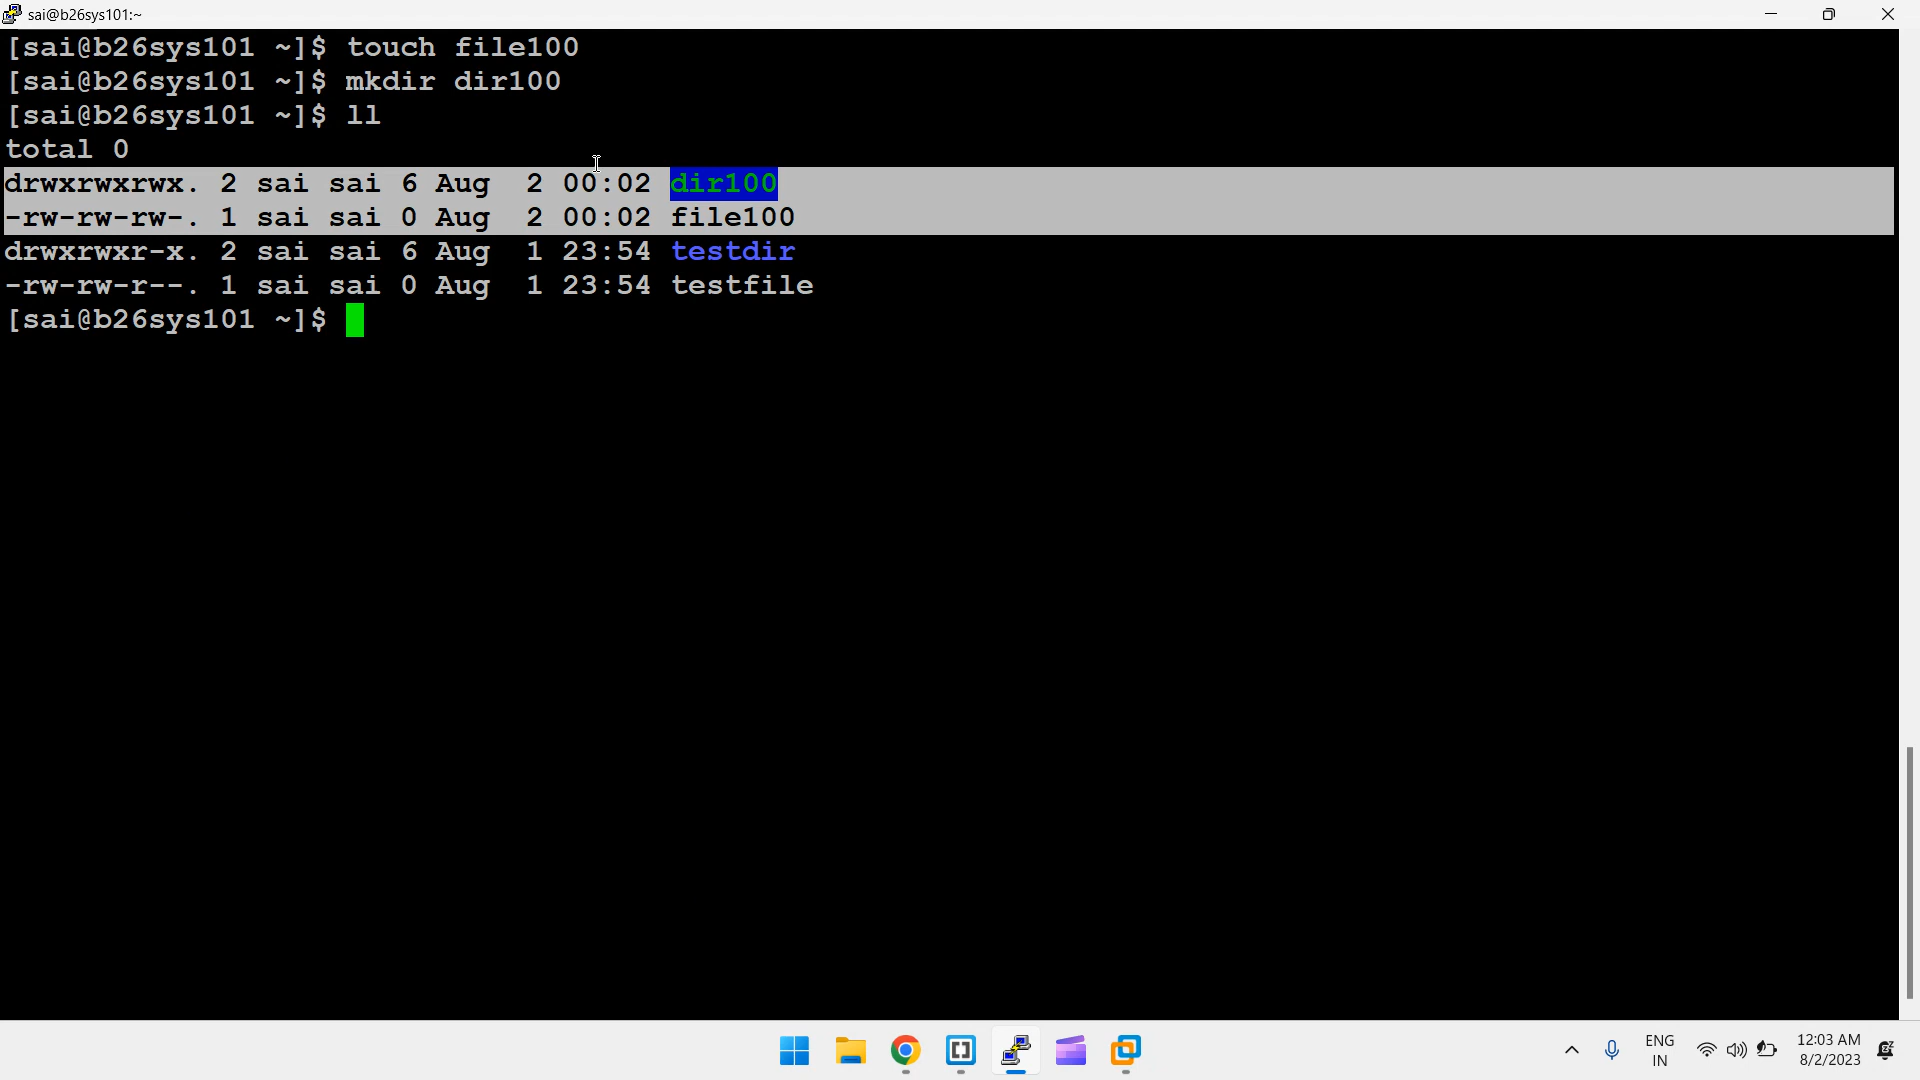 sai@b26sys101:~
[sai@b26sys101 ~]$ touch file100
[sai@b26sys101 ~]$ mkdir dir100
[sai@b26sys101 ~]$ ll
total 0
drwxrwxrwx. 2 sai sai 6 Aug  2 00:02 dir100
-rw-rw-rw-. 1 sai sai 0 Aug  2 00:02 file100
drwxrwxr-x. 2 sai sai 6 Aug  1 23:54 testdir
-rw-rw-r--. 1 sai sai 0 Aug  1 23:54 testfile
[sai@b26sys101 ~]$
ENG
IN
12:03 AM
8/2/2023